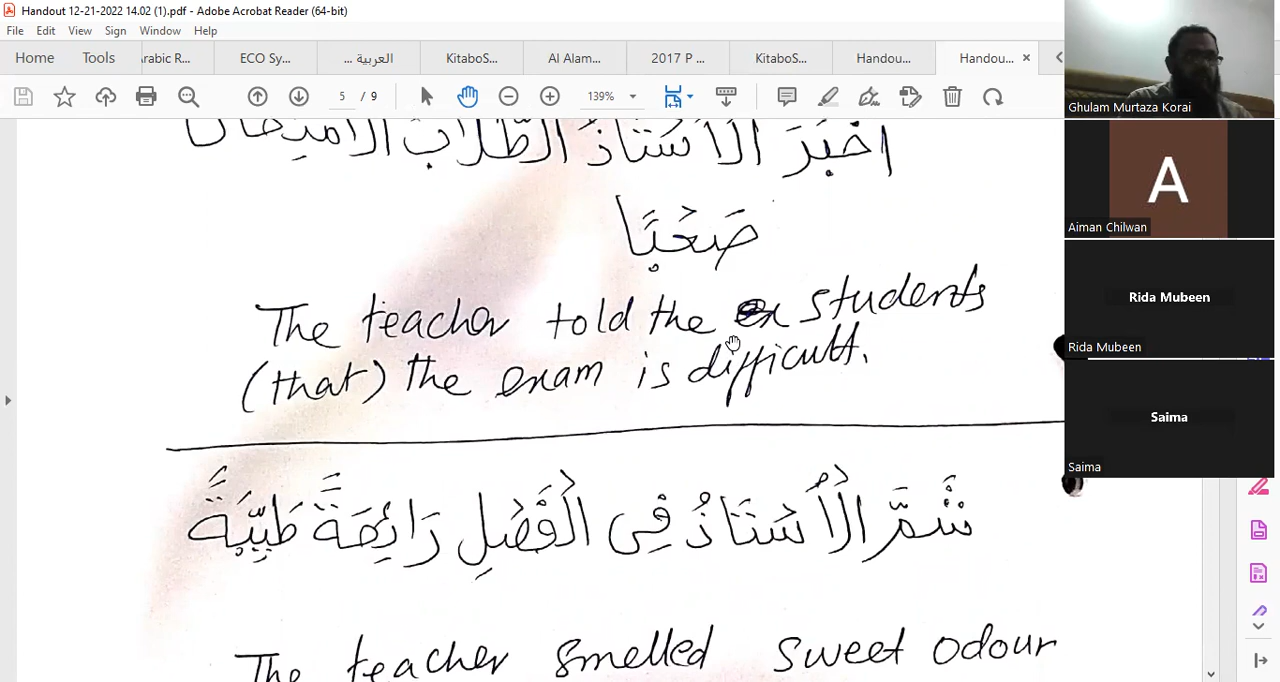 Handout 12-21-2022 14.02 (1).pdf - Adobe Acrobat Reader (64-bit)
File Edit View Sign Window Help
Home Tools arabic R... ECO Sy... العربية ... KitaboS... Al Alam... 2017 P ... KitaboS... Handou... Handou... ×
5 / 9 139%
اَخْبَرَ الْأُسْتَاذُ الطُّلَّابَ الْاِمْتِحَانَ
صَعْبًا
The teacher told the students
(that) the exam is difficult.
شَمَّ الْأُسْتَاذُ فِى الْفَصْلِ رَائِحَةً طَيِّبَةً
The teacher smelled sweet odour
Ghulam Murtaza Korai
A
Aiman Chilwan
Rida Mubeen
Rida Mubeen
Saima
Saima